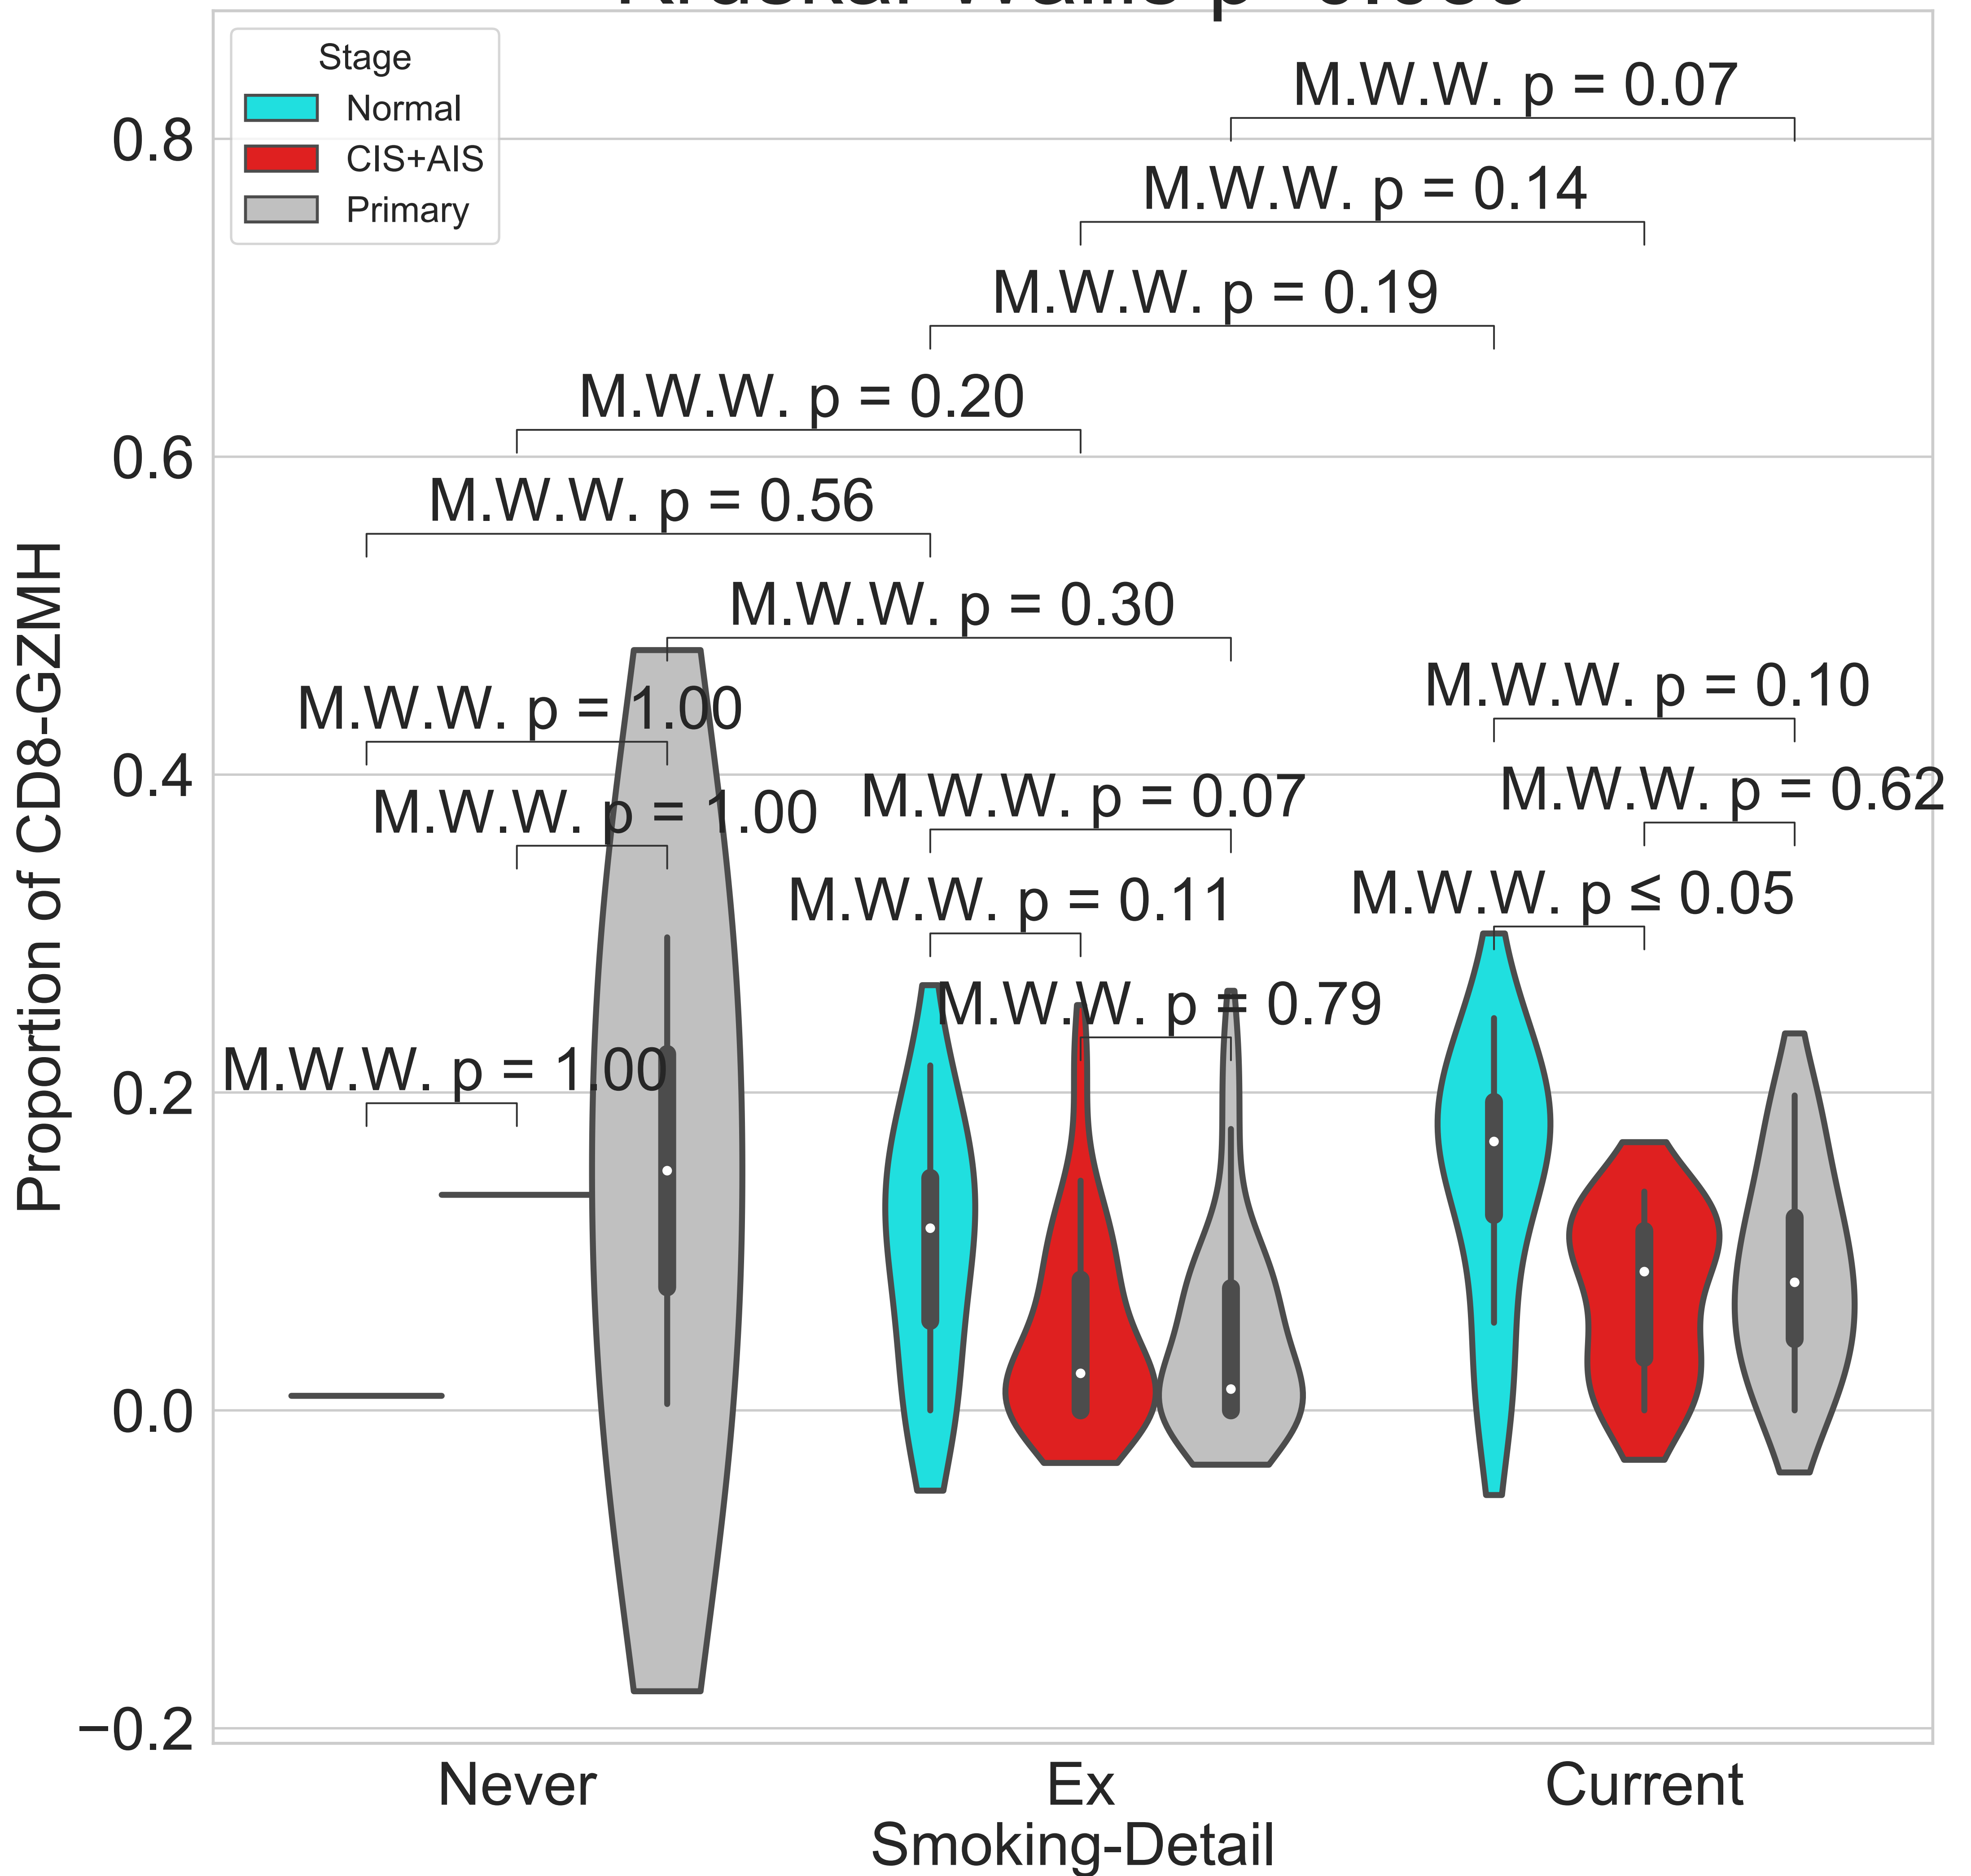 Stage
Normal
CIS+AIS
Primary
M.W.W. p = 0.07
0.8
M.W.W. p = 0.14
M.W.W. p = 0.19
M.W.W. p = 0.20
0.6
M.W.W. p = 0.56
M.W.W. p = 0.30
M.W.W. p = 0.10
M.W.W. p = 1.00
0.4
M.W.W. p = 0.62
M.W.W. p = 0.07
M.W.W. p = 1.00
M.W.W. p ≤ 0.05
M.W.W. p = 0.11
M.W.W. p = 0.79
M.W.W. p = 1.00
0.2
0.0
−0.2
Proportion of CD8-GZMH
Never
Ex
Current
Smoking-Detail